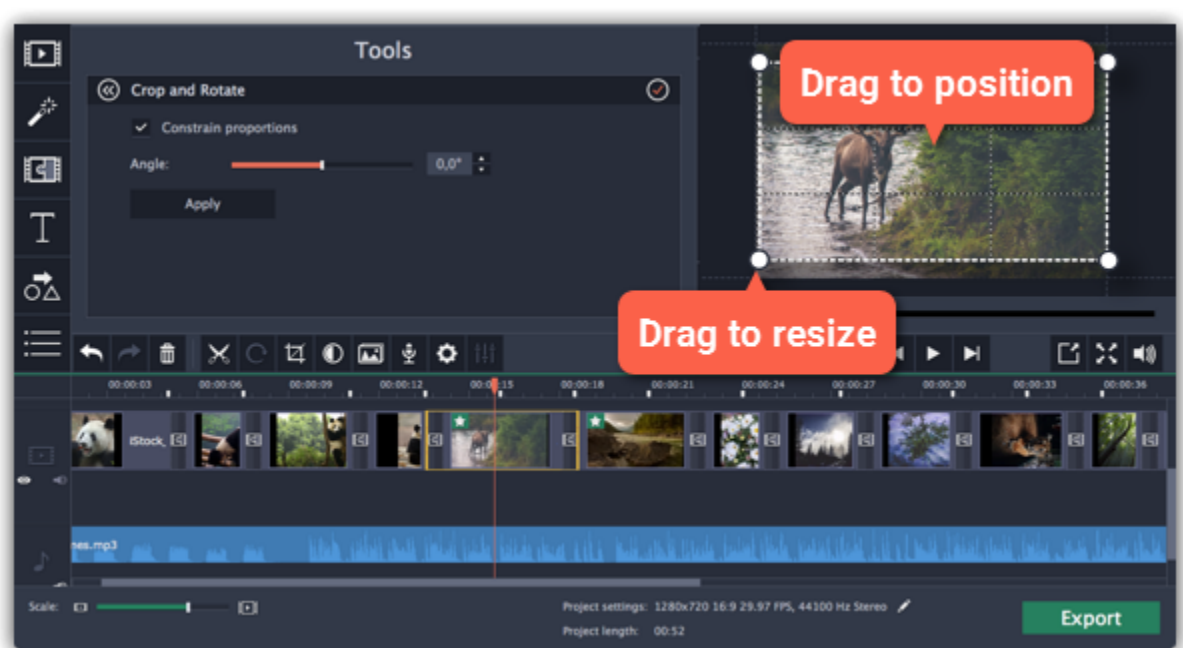 Tools
Crop and Rotate
Constrain proportions
Angle:
0,0°
Apply
Drag to position
Drag to resize
00:00:03 00:00:06 00:00:09 00:00:12 00:00:15 00:00:18 00:00:21 00:00:24 00:00:27 00:00:30 00:00:33 00:00:36
iStock_
nes.mp3
Scale:
Project settings: 1280x720 16:9 29.97 FPS, 44100 Hz Stereo
Project length: 00:52
Export